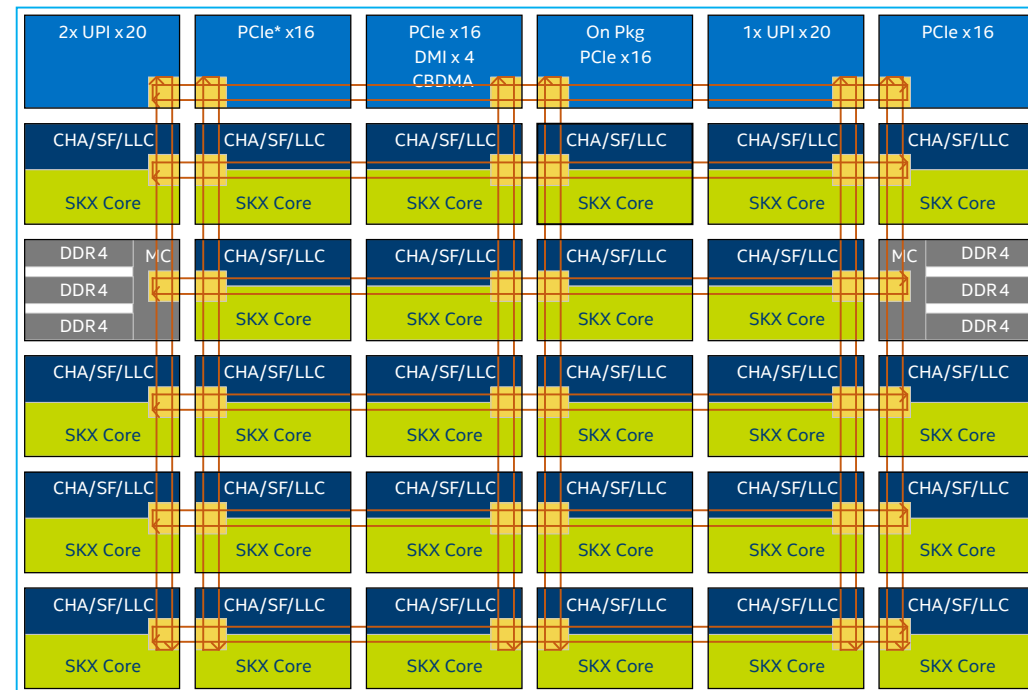 2x UPI x20
PCIe* x16
PCIe x16
DMI x 4
CBDMA
On Pkg
PCIe x16
1x UPI x20
PCIe x16
CHA/SF/LLC
SKX Core
CHA/SF/LLC
SKX Core
CHA/SF/LLC
SKX Core
CHA/SF/LLC
SKX Core
CHA/SF/LLC
SKX Core
CHA/SF/LLC
SKX Core
DDR4
MC
DDR4
DDR4
CHA/SF/LLC
SKX Core
CHA/SF/LLC
SKX Core
CHA/SF/LLC
SKX Core
CHA/SF/LLC
SKX Core
MC
DDR4
DDR4
DDR4
CHA/SF/LLC
SKX Core
CHA/SF/LLC
SKX Core
CHA/SF/LLC
SKX Core
CHA/SF/LLC
SKX Core
CHA/SF/LLC
SKX Core
CHA/SF/LLC
SKX Core
CHA/SF/LLC
SKX Core
CHA/SF/LLC
SKX Core
CHA/SF/LLC
SKX Core
CHA/SF/LLC
SKX Core
CHA/SF/LLC
SKX Core
CHA/SF/LLC
SKX Core
CHA/SF/LLC
SKX Core
CHA/SF/LLC
SKX Core
CHA/SF/LLC
SKX Core
CHA/SF/LLC
SKX Core
CHA/SF/LLC
SKX Core
CHA/SF/LLC
SKX Core